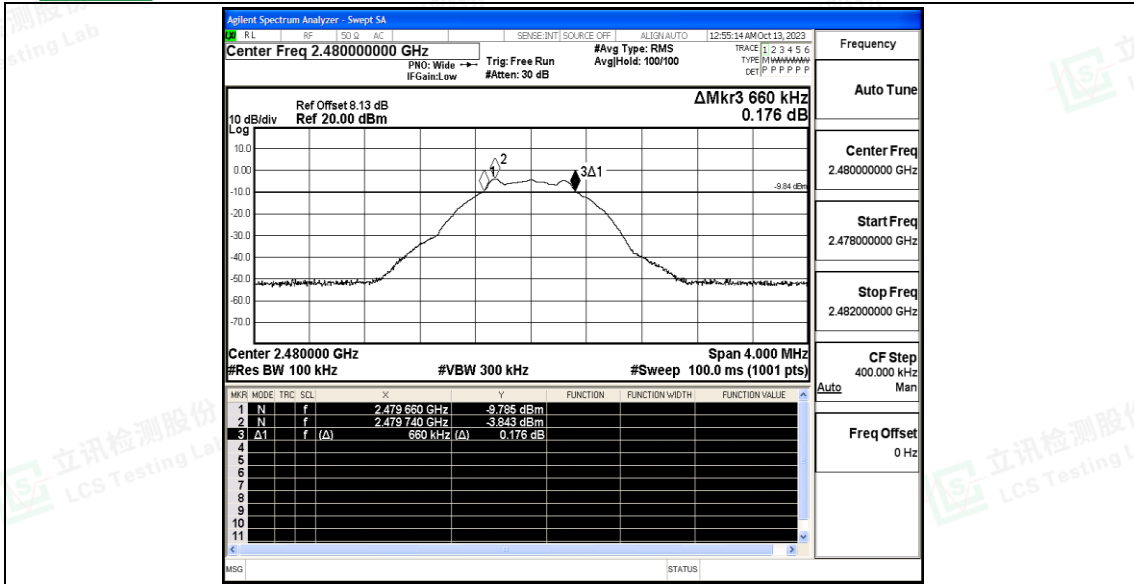 Agilent Spectrum Analyzer - Swept SA
LXI RL RF 50 Ω AC SENSE:INT SOURCE OFF ALIGN AUTO 12:55:14 AM Oct 13, 2023
Center Freq 2.480000000 GHz
PNO: Wide
IFGain:Low
Trig: Free Run
#Atten: 30 dB
#Avg Type: RMS
Avg|Hold: 100/100
TRACE 1 2 3 4 5 6
TYPE M
DET P P P P P P
Ref Offset 8.13 dB
10 dB/div Ref 20.00 dBm
Log
ΔMkr3 660 kHz
0.176 dB
10.0
0.00
-10.0
-20.0
-30.0
-40.0
-50.0
-60.0
-70.0
1
2
3Δ1
-9.84 dBm
Center 2.480000 GHz Span 4.000 MHz
#Res BW 100 kHz #VBW 300 kHz #Sweep 100.0 ms (1001 pts)
MKR MODE TRC SCL X Y FUNCTION FUNCTION WIDTH FUNCTION VALUE
1 N f 2.479 660 GHz -9.785 dBm
2 N f 2.479 740 GHz -3.843 dBm
3 Δ1 f (Δ) 660 kHz (Δ) 0.176 dB
4
5
6
7
8
9
10
11
MSG STATUS
Frequency
Auto Tune
Center Freq
2.480000000 GHz
Start Freq
2.478000000 GHz
Stop Freq
2.482000000 GHz
CF Step
400.000 kHz
Auto Man
Freq Offset
0 Hz
立讯检测股份
LCS Testing Lab
立讯检测股份
LCS Testing L